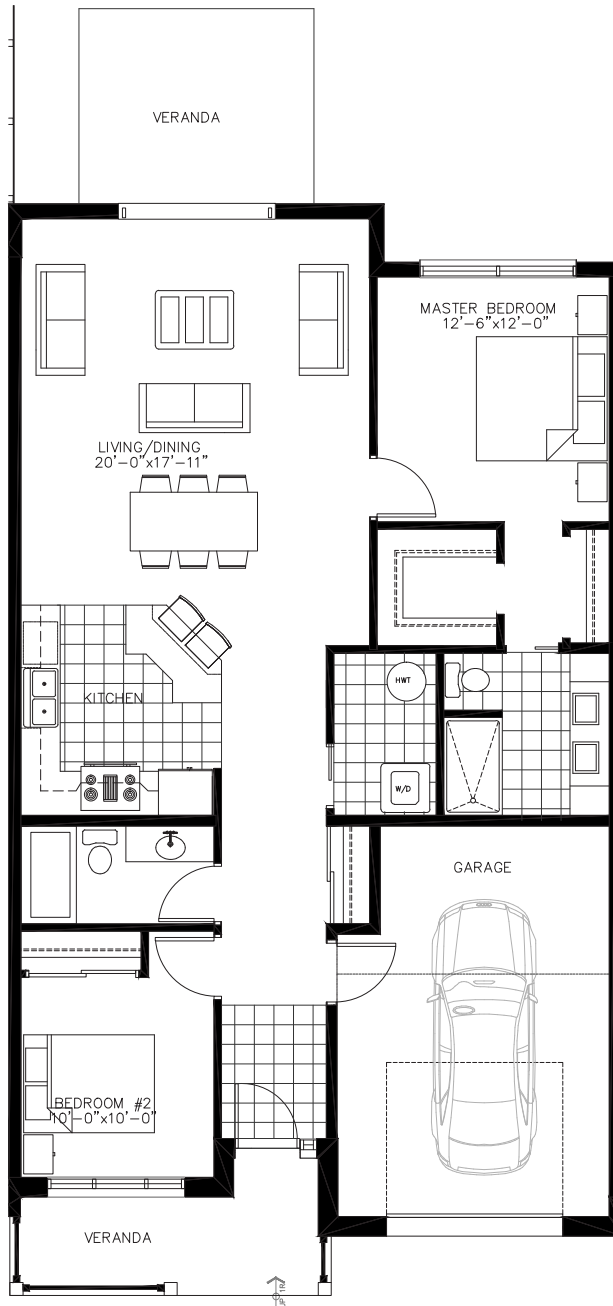 VERANDA
MASTER BEDROOM
12'-6"x12'-0"
LIVING/DINING
20'-0"x17'-11"
HWT
KITCHEN
W/D
GARAGE
BEDROOM #2
10'-0"x10'-0"
VERANDA